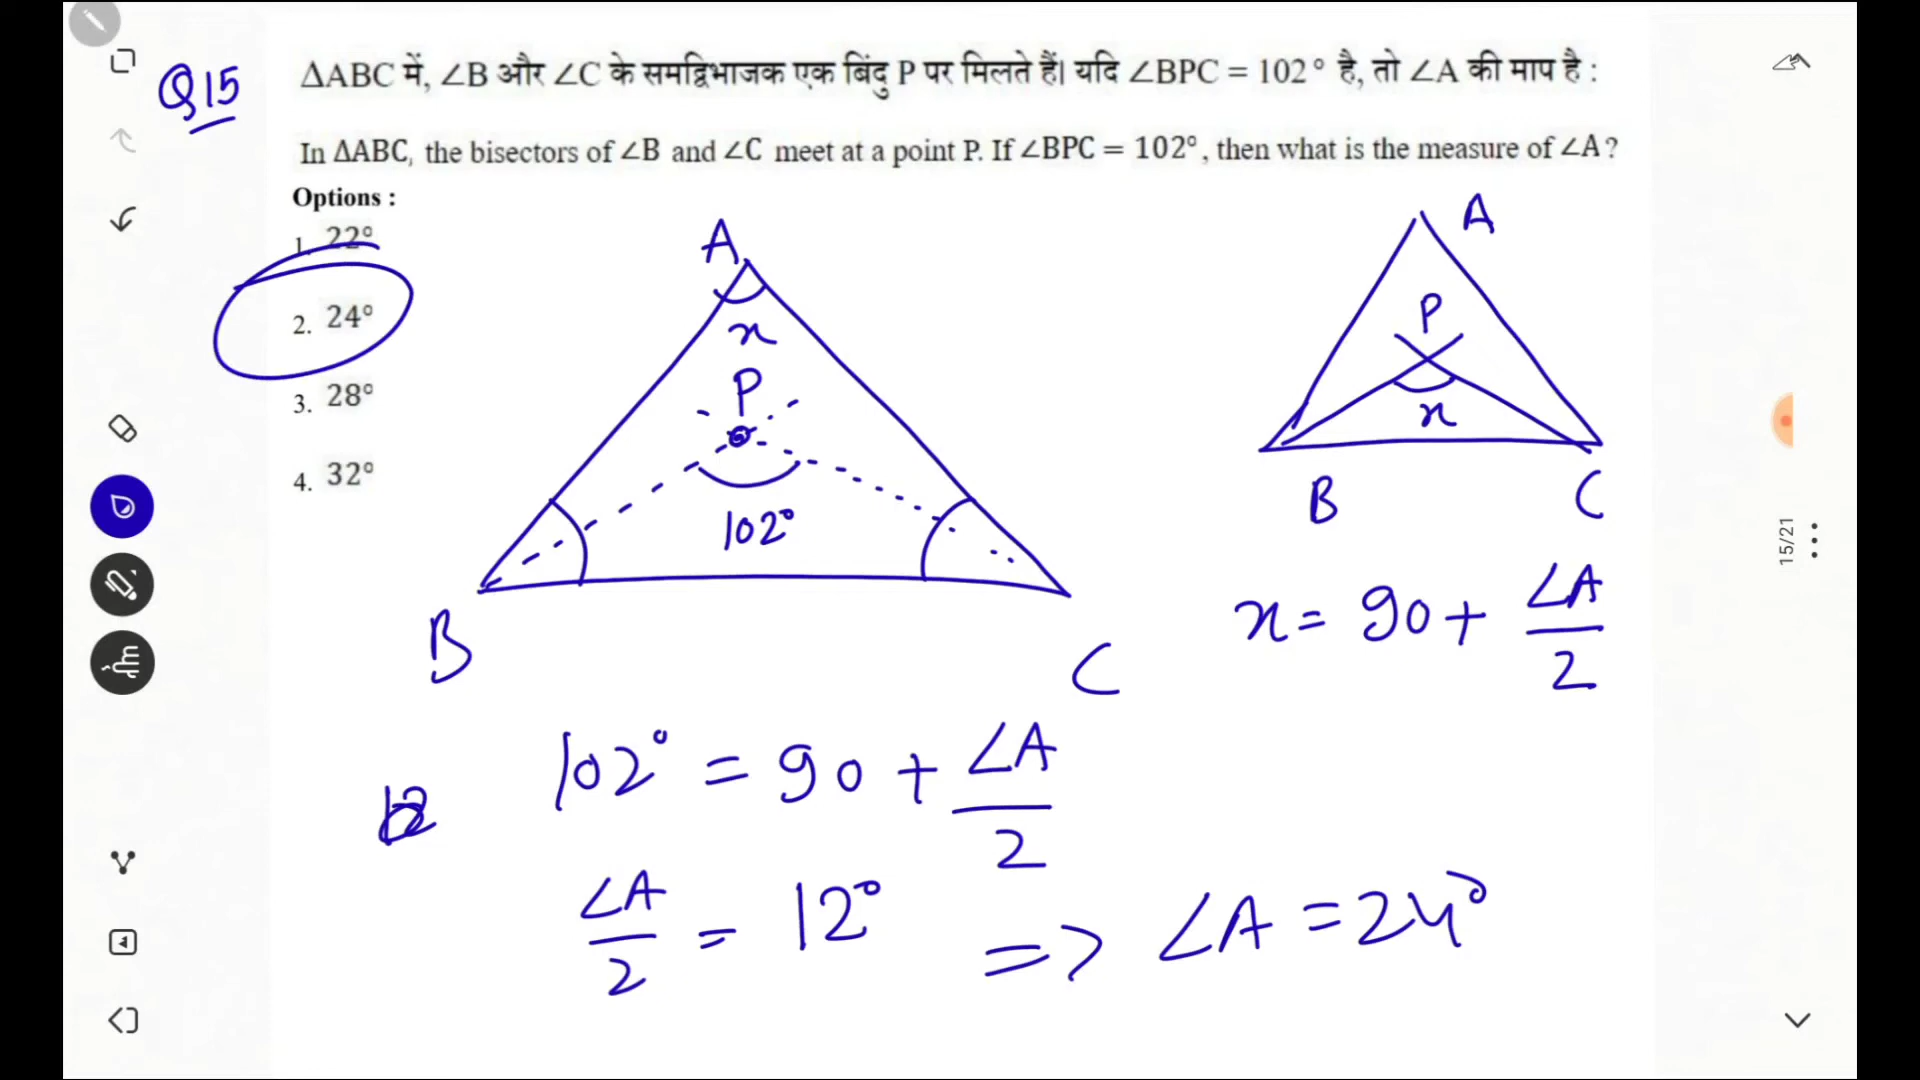 Q15
ΔABC में, ∠B और ∠C के समद्विभाजक एक बिंदु P पर मिलते हैं। यदि ∠BPC = 102° है, तो ∠A की माप है :
In ΔABC, the bisectors of ∠B and ∠C meet at a point P. If ∠BPC = 102°, then what is the measure of ∠A?
Options :
1. 22°
2. 24°
3. 28°
4. 32°
A
x
P
102°
B
C
A
P
x
B
C
x = 90 + ∠A/2
102° = 90 + ∠A/2
12
∠A/2 = 12° => ∠A = 24°
15/21